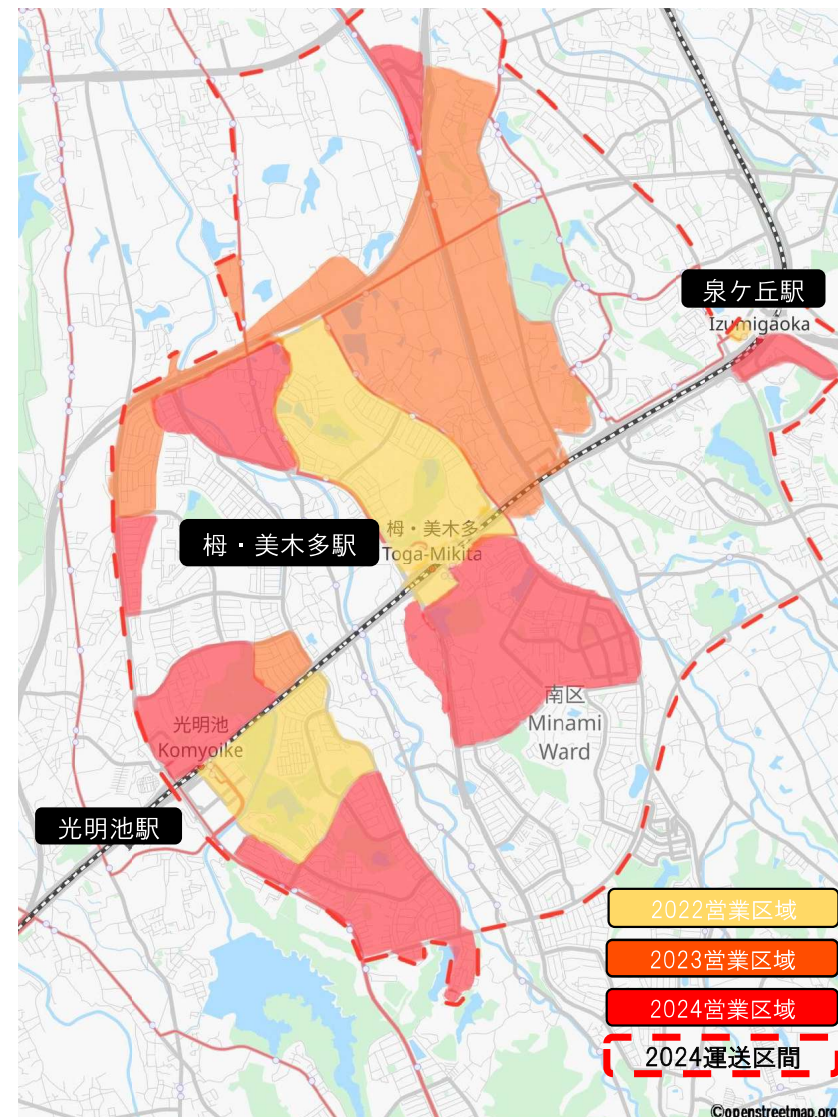 泉ケ丘駅
Izumigaoka
栂・美木多駅
栂・美木多
Toga-Mikita
南区
Minami
Ward
光明池
Komyoike
光明池駅
2022営業区域
2023営業区域
2024営業区域
2024運送区間
©openstreetmap.org